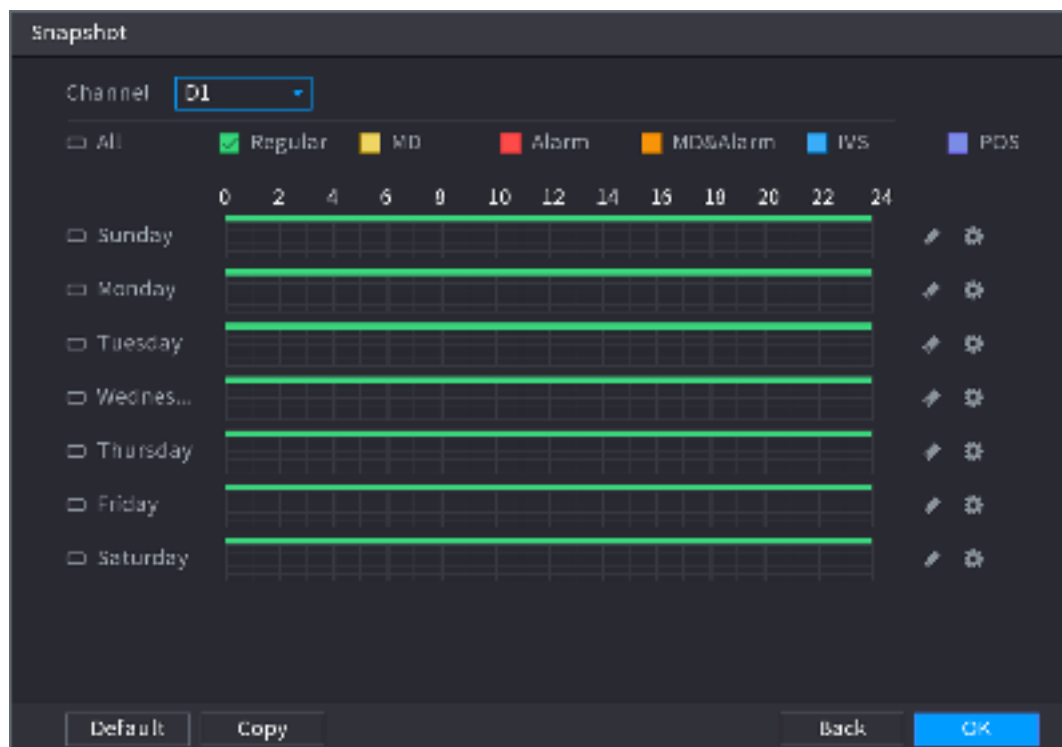 Snapshot
Channel D1
All Regular MD Alarm MD&Alarm IVS POS
0 2 4 6 8 10 12 14 16 18 20 22 24
Sunday
Monday
Tuesday
Wednes...
Thursday
Friday
Saturday
Default Copy Back OK